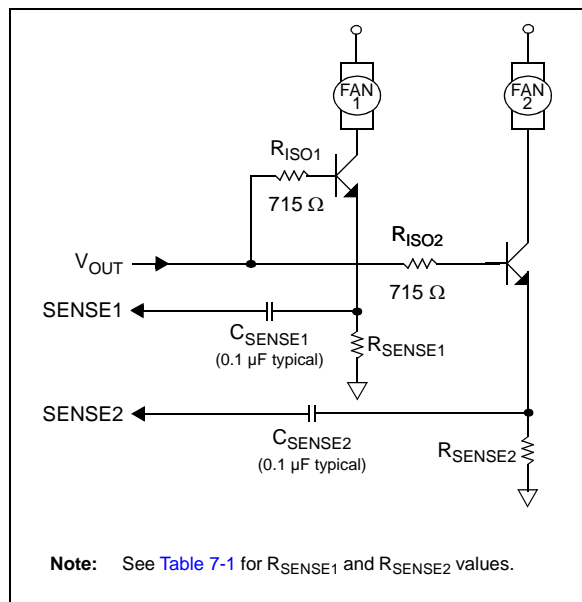 FAN
1
FAN
2
RISO1
715 Ω
RISO2
715 Ω
VOUT
SENSE1
CSENSE1
(0.1 µF typical)
RSENSE1
SENSE2
CSENSE2
(0.1 µF typical)
RSENSE2
Note: See Table 7-1 for RSENSE1 and RSENSE2 values.